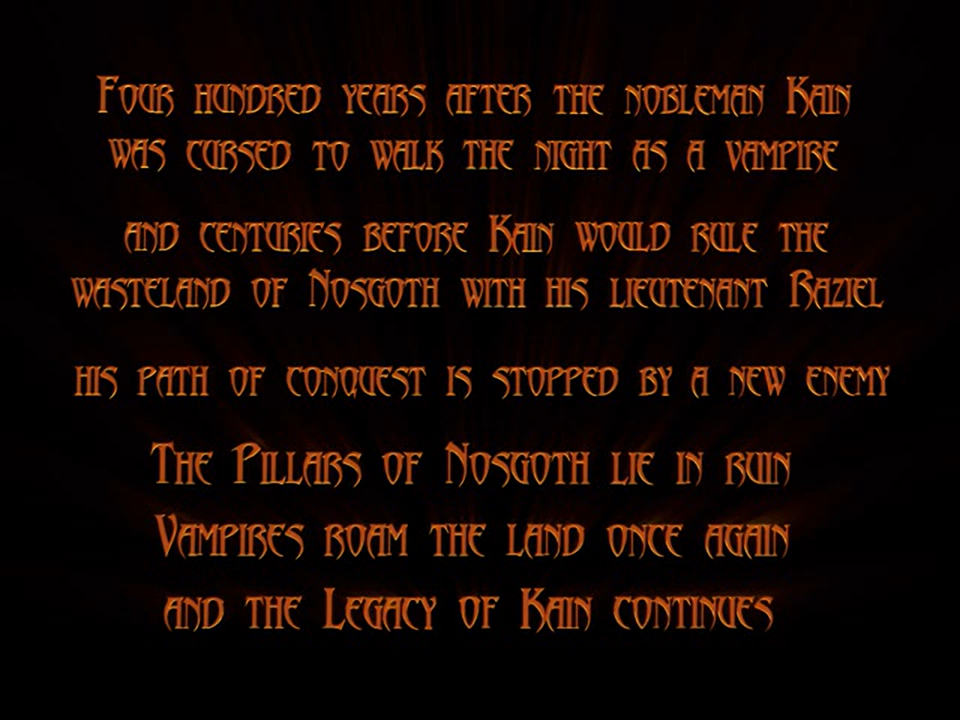 Four hundred years after the nobleman Kain
was cursed to walk the night as a vampire
and centuries before Kain would rule the
wasteland of Nosgoth with his lieutenant Raziel
his path of conquest is stopped by a new enemy
The Pillars of Nosgoth lie in ruin
Vampires roam the land once again
and the Legacy of Kain continues